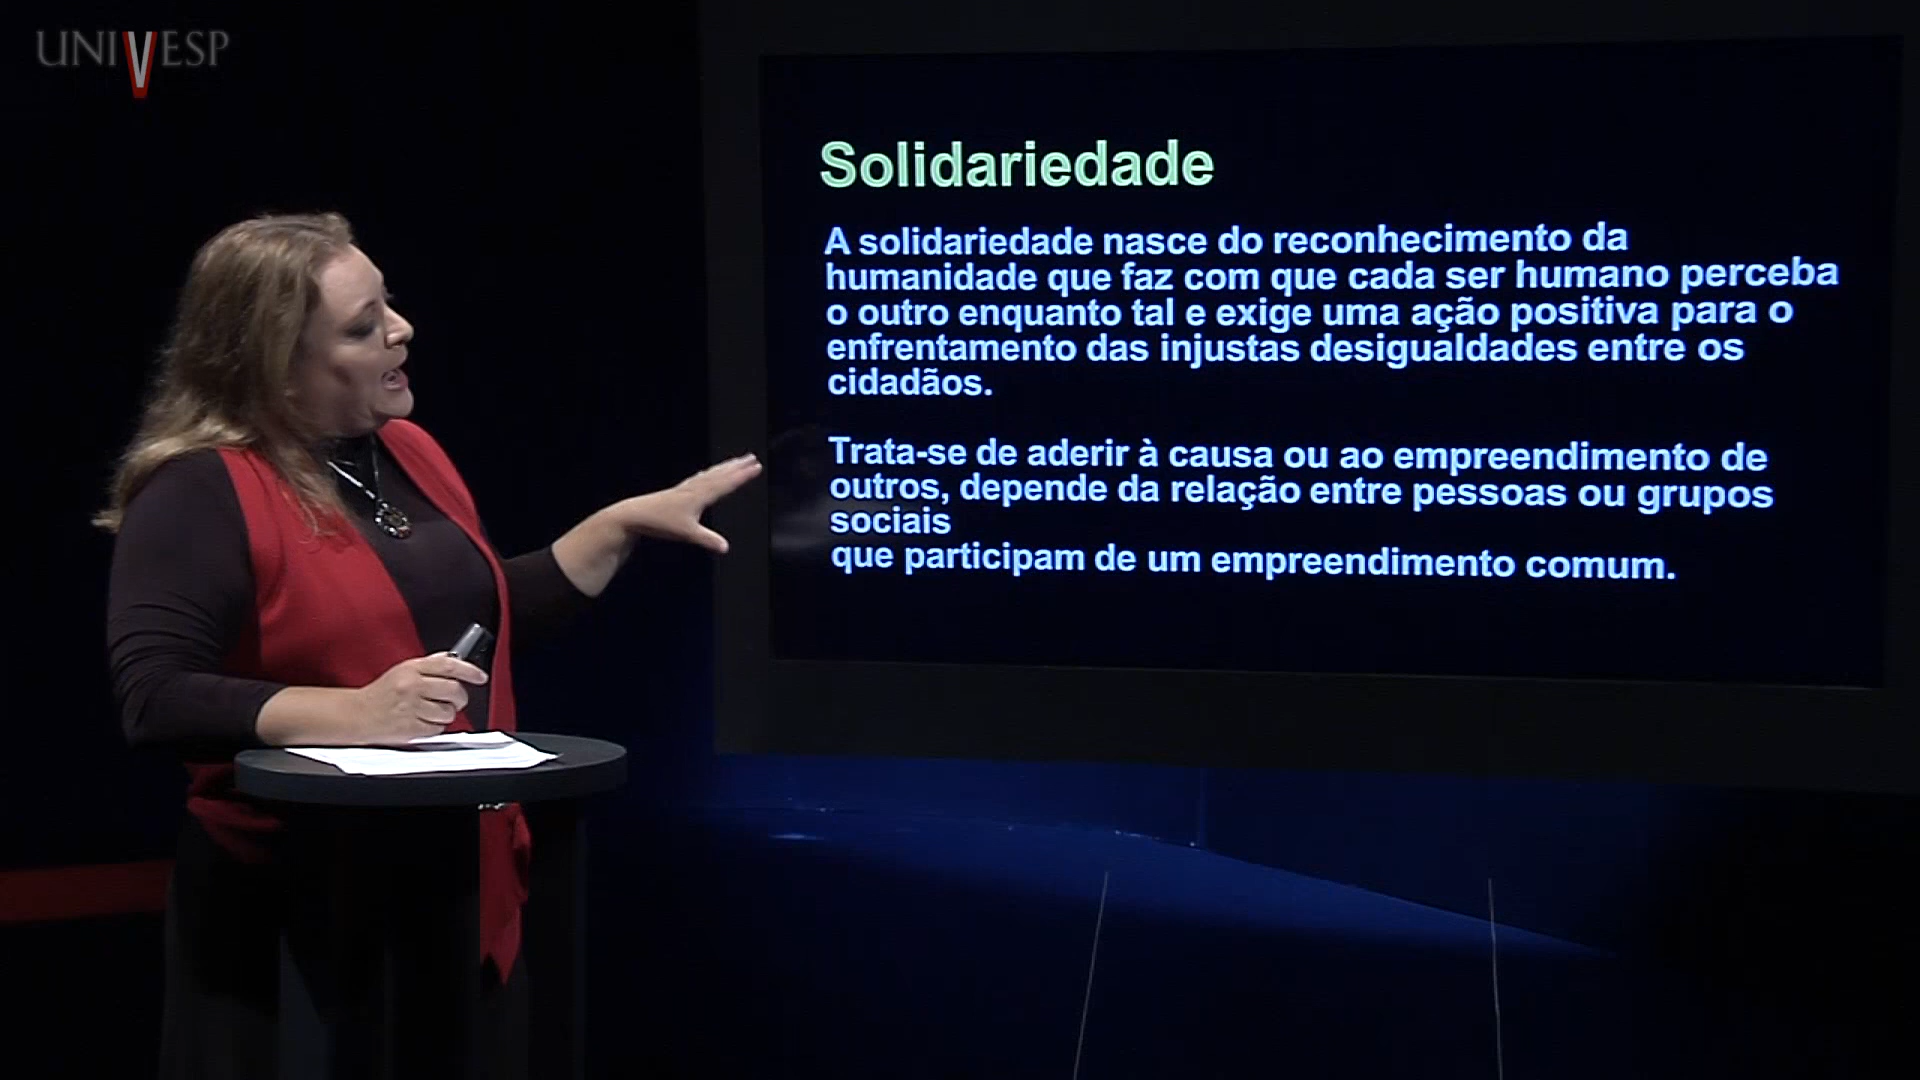 UNIVESP
Solidariedade
A solidariedade nasce do reconhecimento da
humanidade que faz com que cada ser humano perceba
o outro enquanto tal e exige uma ação positiva para o
enfrentamento das injustas desigualdades entre os
cidadãos.
Trata-se de aderir à causa ou ao empreendimento de
outros, depende da relação entre pessoas ou grupos
sociais
que participam de um empreendimento comum.